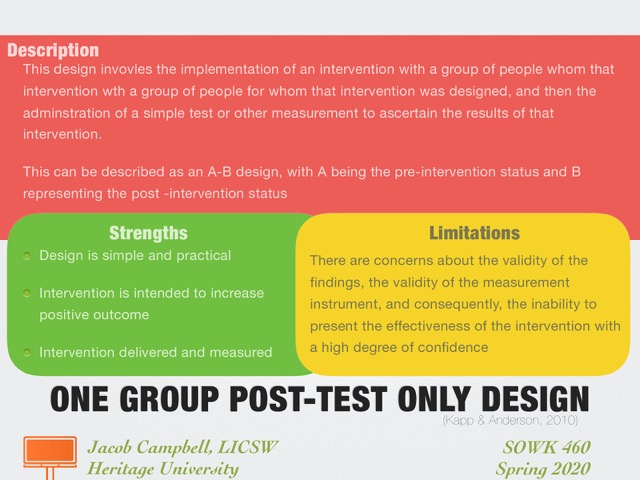 Description
This design invovles the implementation of an intervention with a group of people whom that
intervention wth a group of people for whom that intervention was designed, and then the
adminstration of a simple test or other measurement to ascertain the results of that
intervention.
This can be described as an A-B design, with A being the pre-intervention status and B
representing the post -intervention status
Strengths
Design is simple and practical
Intervention is intended to increase
positive outcome
Intervention delivered and measured
Limitations
There are concerns about the validity of the
findings, the validity of the measurement
instrument, and consequently, the inability to
present the effectiveness of the intervention with
a high degree of confidence
ONE GROUP POST-TEST ONLY DESIGN
(Kapp & Anderson, 2010)
Jacob Campbell, LICSW
Heritage University
SOWK 460
Spring 2020